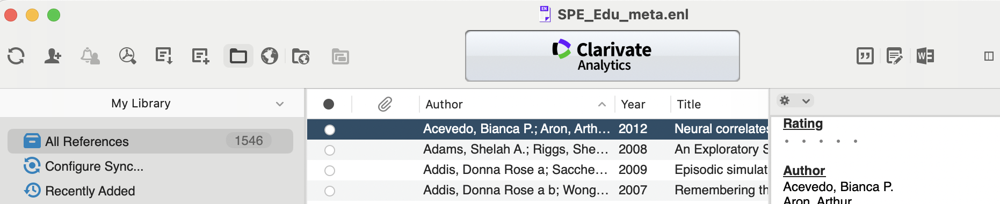 SPE_Edu_meta.enl
Clarivate
Analytics
My Library
Author Year Title
All References 1546
Configure Sync...
Recently Added
Acevedo, Bianca P.; Aron, Arth... 2012 Neural correlates
Adams, Shelah A.; Riggs, She... 2008 An Exploratory S
Addis, Donna Rose a; Sacche... 2009 Episodic simulat
Addis, Donna Rose a b; Wong... 2007 Remembering th
Rating
Author
Acevedo, Bianca P.
Aron, Arthur